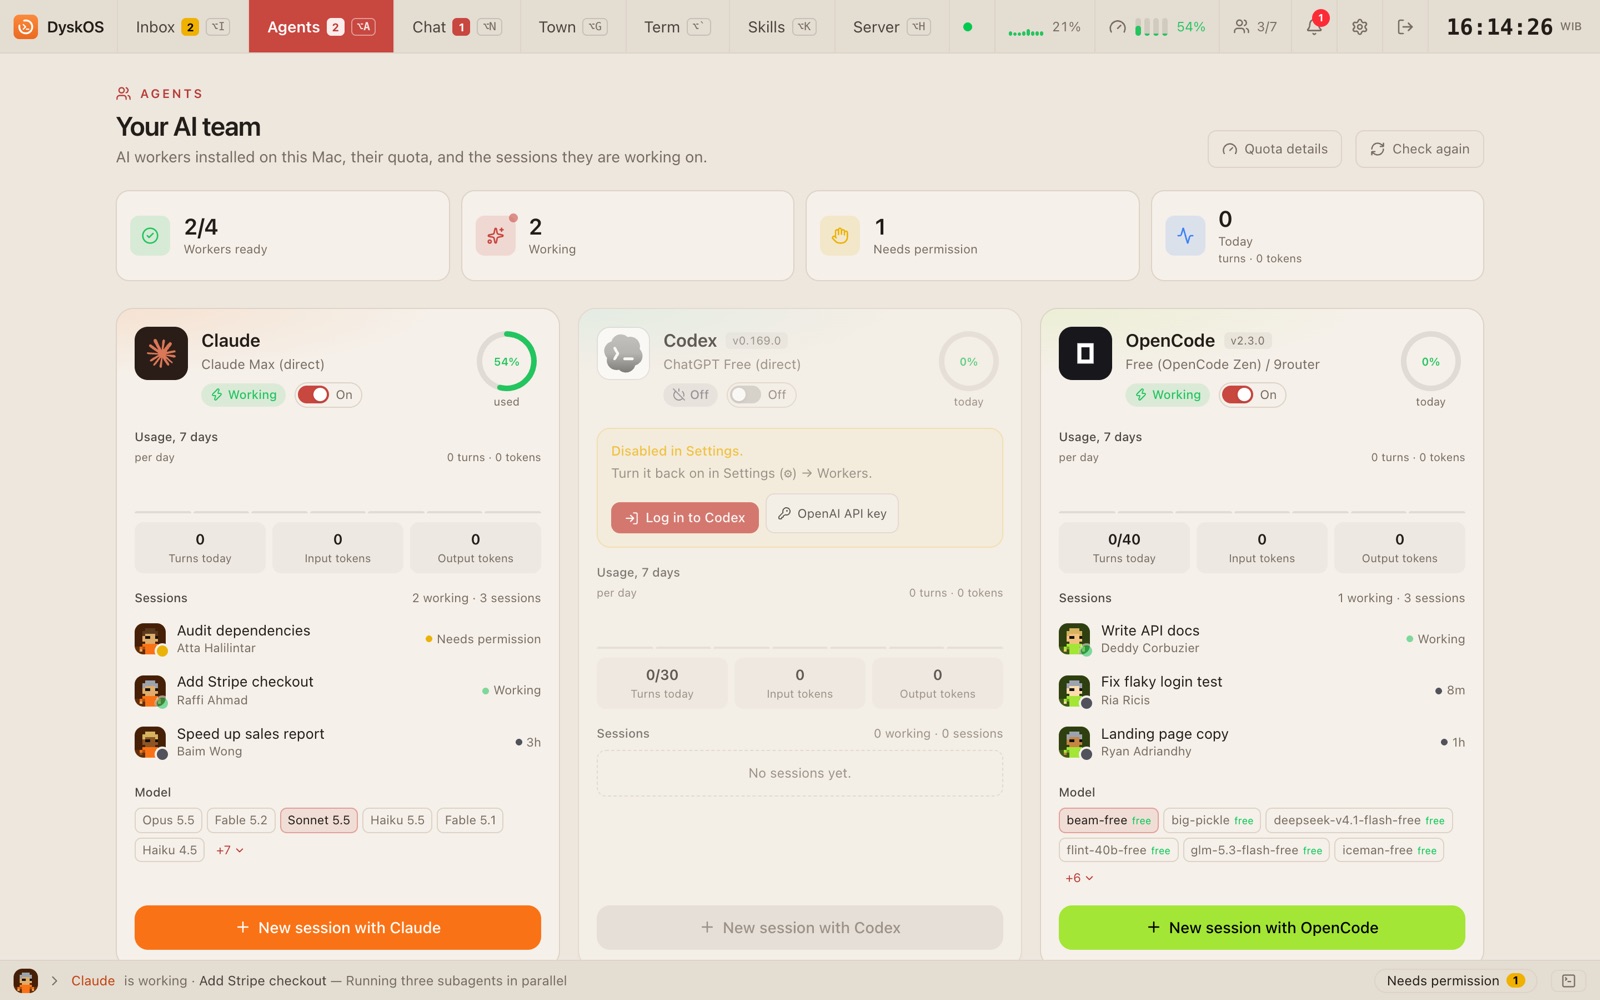 DyskOS
Inbox 2 ⌥I
Agents 2 ⌥A
Chat 1 ⌥N
Town ⌥G
Term ⌥`
Skills ⌥K
Server ⌥H
21%
54%
3/7
1
16:14:26 WIB
AGENTS
Your AI team
AI workers installed on this Mac, their quota, and the sessions they are working on.
Quota details
Check again
2/4
Workers ready
2
Working
1
Needs permission
0
Today
turns · 0 tokens
Claude
Claude Max (direct)
Working
On
54%
used
Usage, 7 days
per day
0 turns · 0 tokens
0
Turns today
0
Input tokens
0
Output tokens
Sessions
2 working · 3 sessions
Audit dependencies
Atta Halilintar
Needs permission
Add Stripe checkout
Raffi Ahmad
Working
Speed up sales report
Baim Wong
3h
Model
Opus 5.5
Fable 5.2
Sonnet 5.5
Haiku 5.5
Fable 5.1
Haiku 4.5
+7
+ New session with Claude
Codex v0.169.0
ChatGPT Free (direct)
Off
Off
0%
today
Disabled in Settings.
Turn it back on in Settings (⚙) → Workers.
Log in to Codex
OpenAI API key
Usage, 7 days
per day
0 turns · 0 tokens
0/30
Turns today
0
Input tokens
0
Output tokens
Sessions
0 working · 0 sessions
No sessions yet.
+ New session with Codex
OpenCode v2.3.0
Free (OpenCode Zen) / 9router
Working
On
0%
today
Usage, 7 days
per day
0 turns · 0 tokens
0/40
Turns today
0
Input tokens
0
Output tokens
Sessions
1 working · 3 sessions
Write API docs
Deddy Corbuzier
Working
Fix flaky login test
Ria Ricis
8m
Landing page copy
Ryan Adriandhy
1h
Model
beam-free free
big-pickle free
deepseek-v4.1-flash-free free
flint-40b-free free
glm-5.3-flash-free free
iceman-free free
+6
+ New session with OpenCode
Claude is working · Add Stripe checkout — Running three subagents in parallel
Needs permission 1